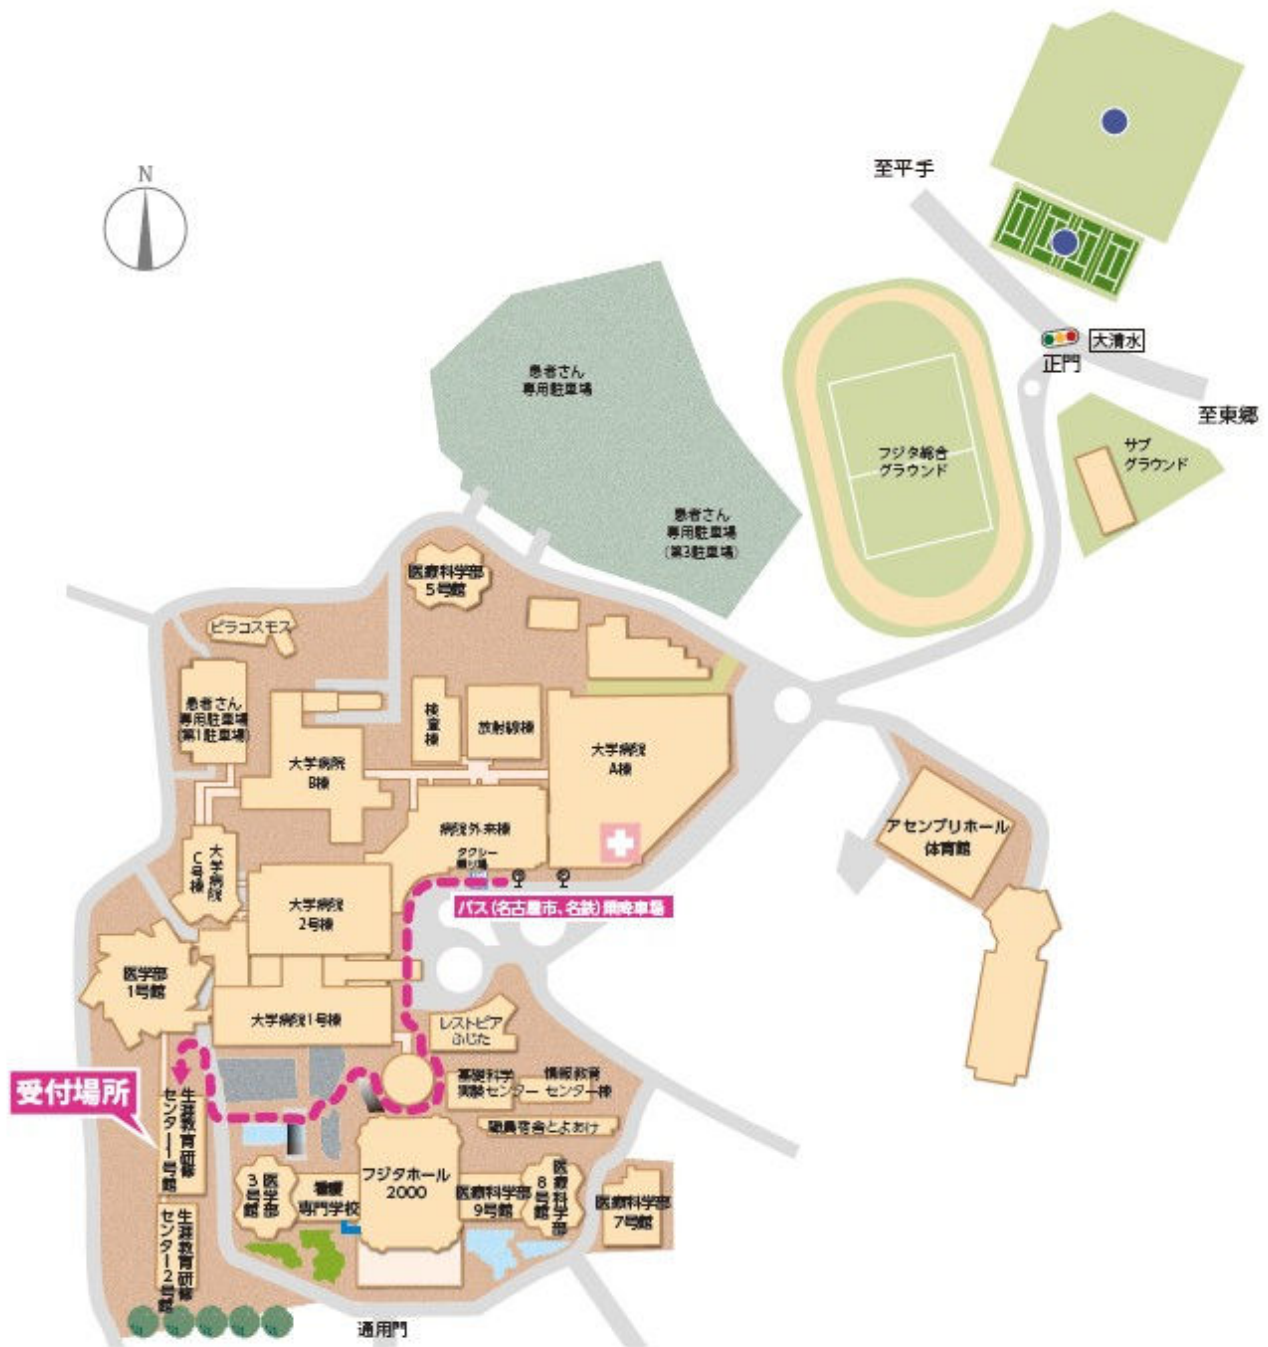 N
至平手
大清水
正門
至東郷
患者さん
専用駐車場
フジタ総合
グラウンド
サブ
グラウンド
患者さん
専用駐車場
(第3駐車場)
医療科学部
5号館
ピラコスモス
患者さん
専用駐車場
(第1駐車場)
検査棟
放射線棟
大学病院
A棟
大学病院
B棟
病院外来棟
タクシー
乗り場
アセンブリホール
体育館
大学病院
C号棟
大学病院
2号棟
バス(名古屋市、名鉄)乗降車場
医学部
1号館
大学病院1号棟
レストピア
ふじた
受付場所
基礎科学
実験センター
情報教育
センター棟
職員宿舎とよあけ
生涯教育研修
センター1号館
医学部
3号館
看護
専門学校
フジタホール
2000
医療科学部
9号館
医療科学部
8号館
医療科学部
7号館
生涯教育研修
センター2号館
通用門